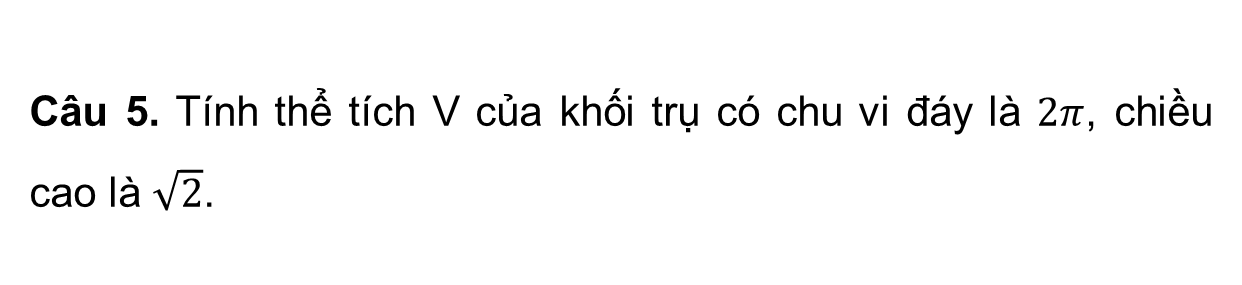 Câu 5. Tính thể tích V của khối trụ có chu vi đáy là 2π, chiều
cao là √2.